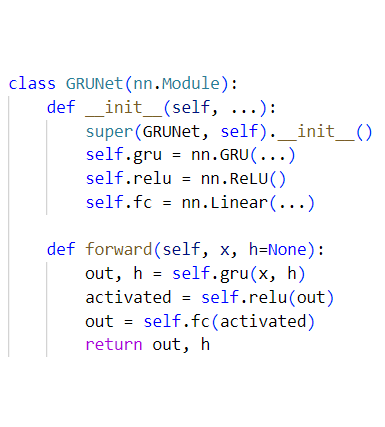 class GRUNet(nn.Module):
    def __init__(self, ...):
        super(GRUNet, self).__init__()
        self.gru = nn.GRU(...)
        self.relu = nn.ReLU()
        self.fc = nn.Linear(...)

    def forward(self, x, h=None):
        out, h = self.gru(x, h)
        activated = self.relu(out)
        out = self.fc(activated)
        return out, h